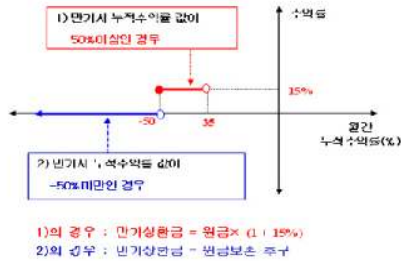 1) 만기시 누적수익률 값이
50%미상인 경우
수익률
15%
-50
35
월간
누적수익률(%)
2) 만기시 누적수익률 값이
-50%미만인 경우
1)의 경우 : 만기상환금 = 원금× (1+15%)
2)의 경우 : 만기상환금 = 원금보존 추구